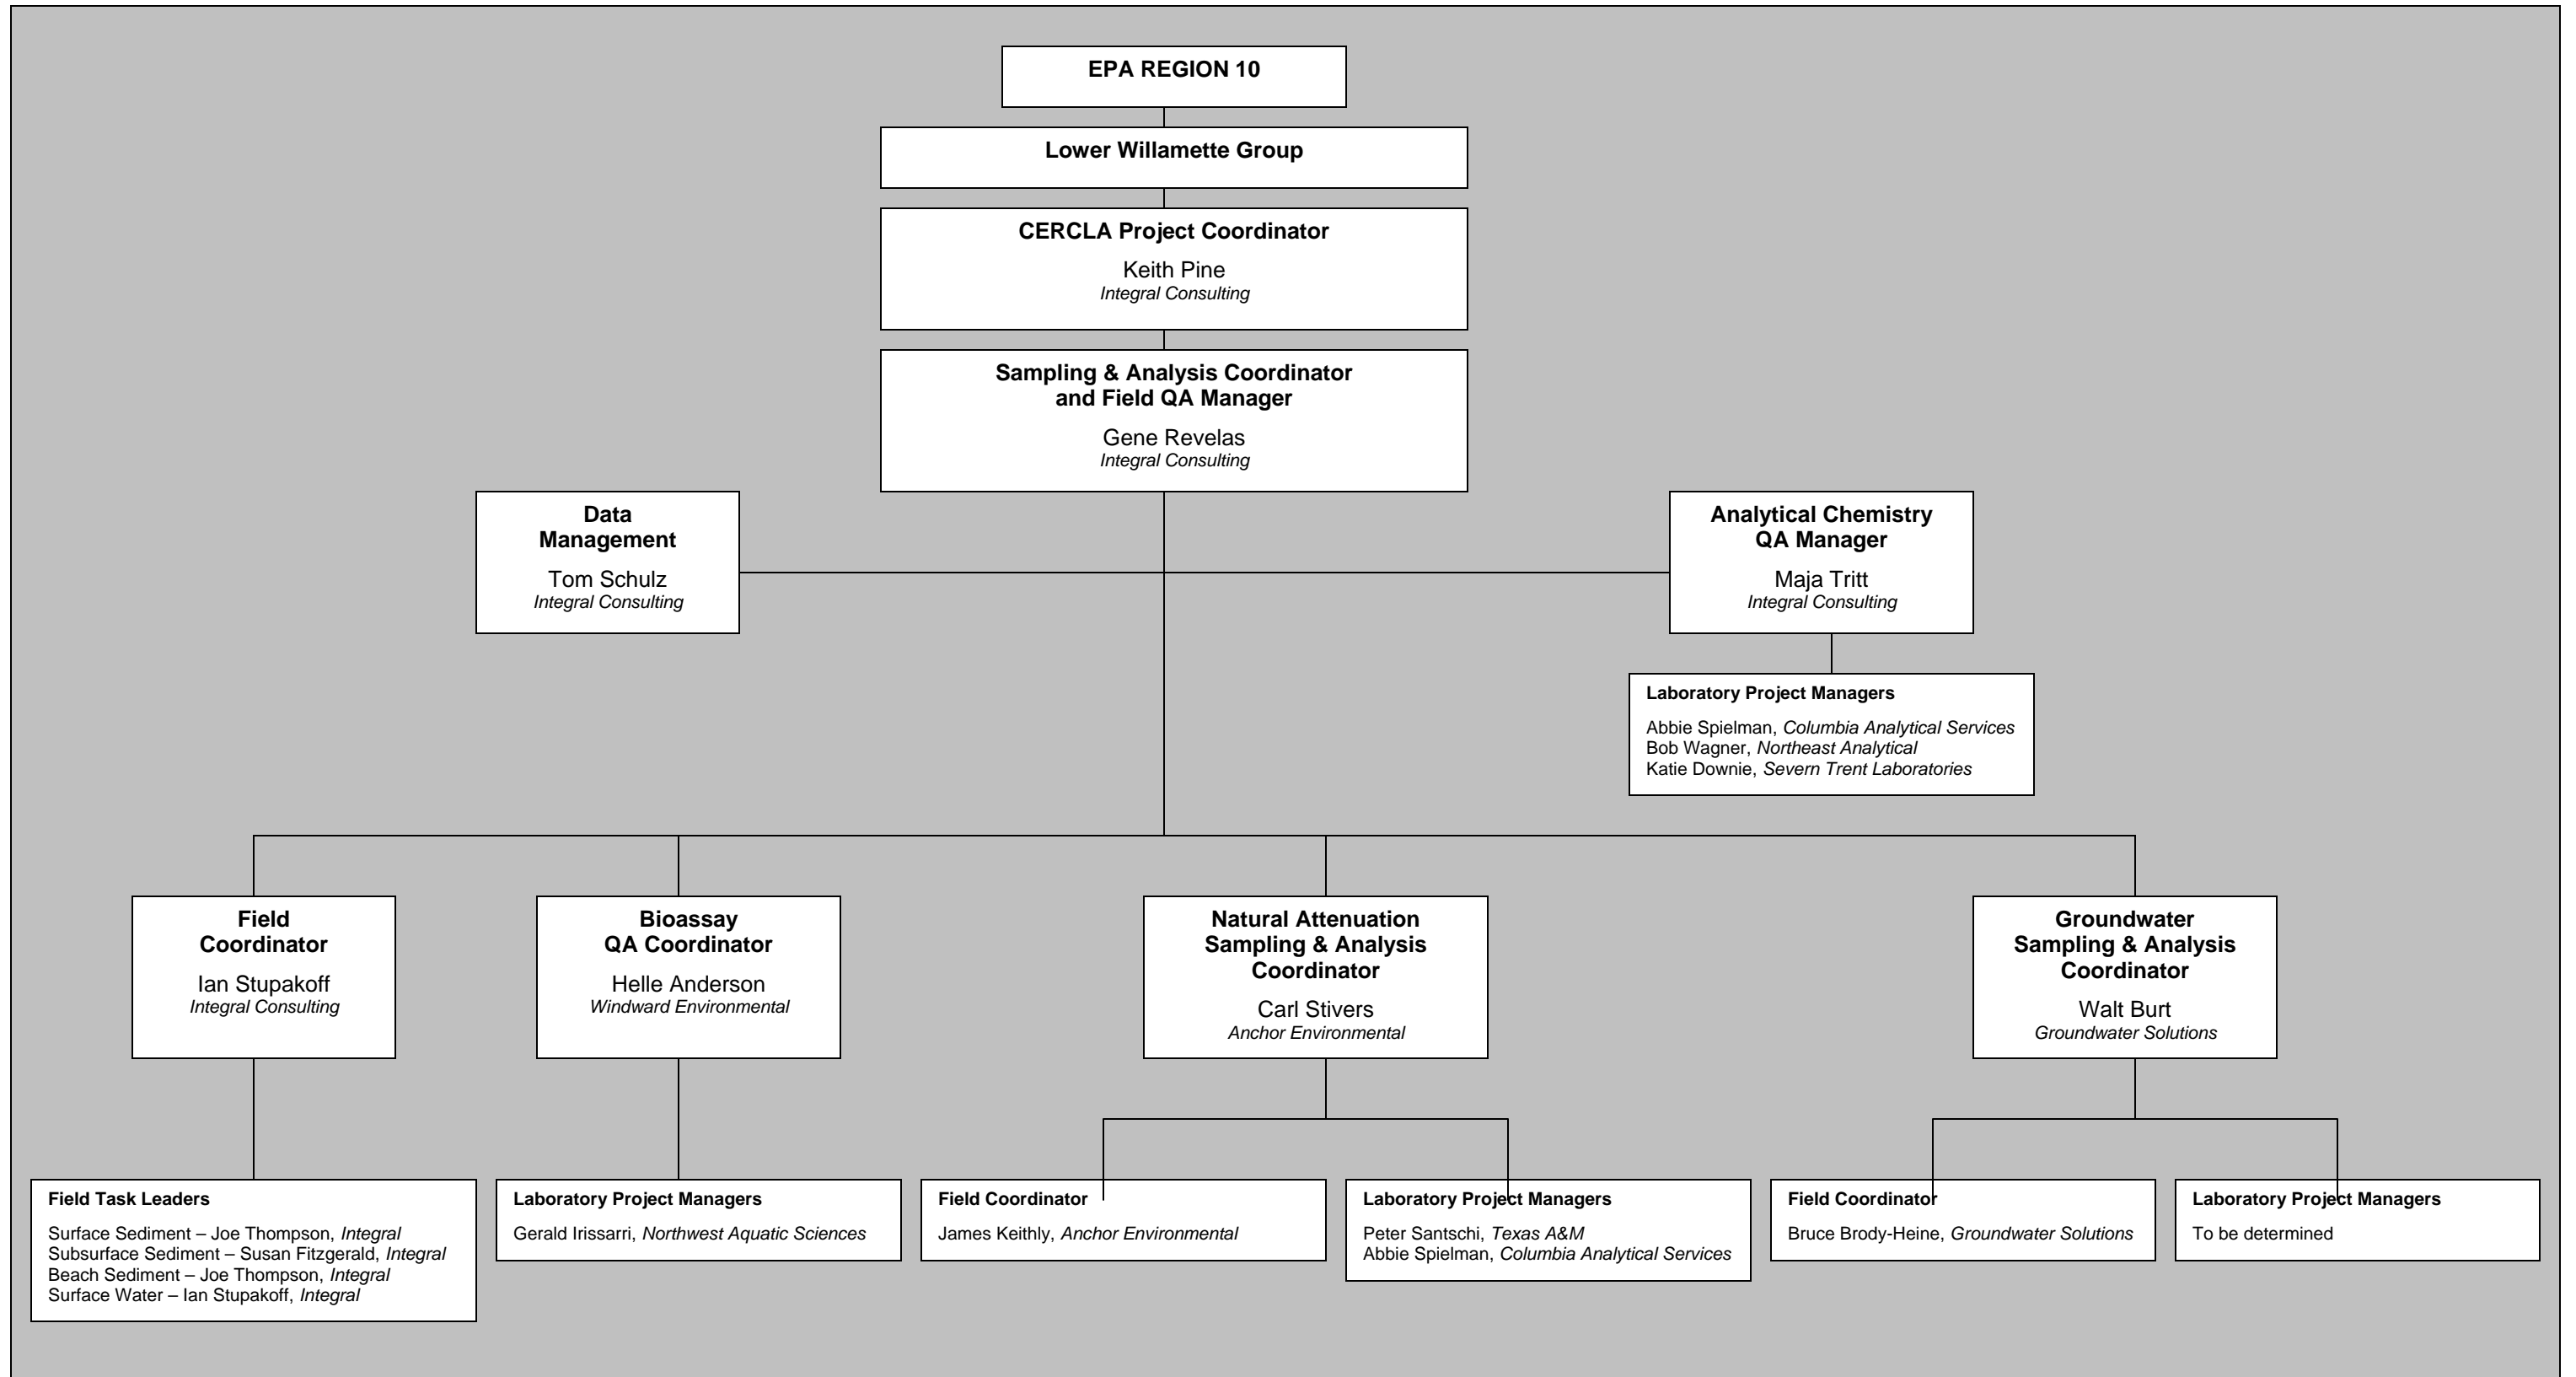 EPA REGION 10
Lower Willamette Group
CERCLA Project Coordinator
Keith Pine
Integral Consulting
Sampling & Analysis Coordinator
and Field QA Manager
Gene Revelas
Integral Consulting
Data
Management
Tom Schulz
Integral Consulting
Analytical Chemistry
QA Manager
Maja Tritt
Integral Consulting
Laboratory Project Managers
Abbie Spielman, Columbia Analytical Services
Bob Wagner, Northeast Analytical
Katie Downie, Severn Trent Laboratories
Field
Coordinator
Ian Stupakoff
Integral Consulting
Bioassay
QA Coordinator
Helle Anderson
Windward Environmental
Natural Attenuation
Sampling & Analysis
Coordinator
Carl Stivers
Anchor Environmental
Groundwater
Sampling & Analysis
Coordinator
Walt Burt
Groundwater Solutions
Field Task Leaders
Surface Sediment – Joe Thompson, Integral
Subsurface Sediment – Susan Fitzgerald, Integral
Beach Sediment – Joe Thompson, Integral
Surface Water – Ian Stupakoff, Integral
Laboratory Project Managers
Gerald Irissarri, Northwest Aquatic Sciences
Field Coordinator
James Keithly, Anchor Environmental
Laboratory Project Managers
Peter Santschi, Texas A&M
Abbie Spielman, Columbia Analytical Services
Field Coordinator
Bruce Brody-Heine, Groundwater Solutions
Laboratory Project Managers
To be determined